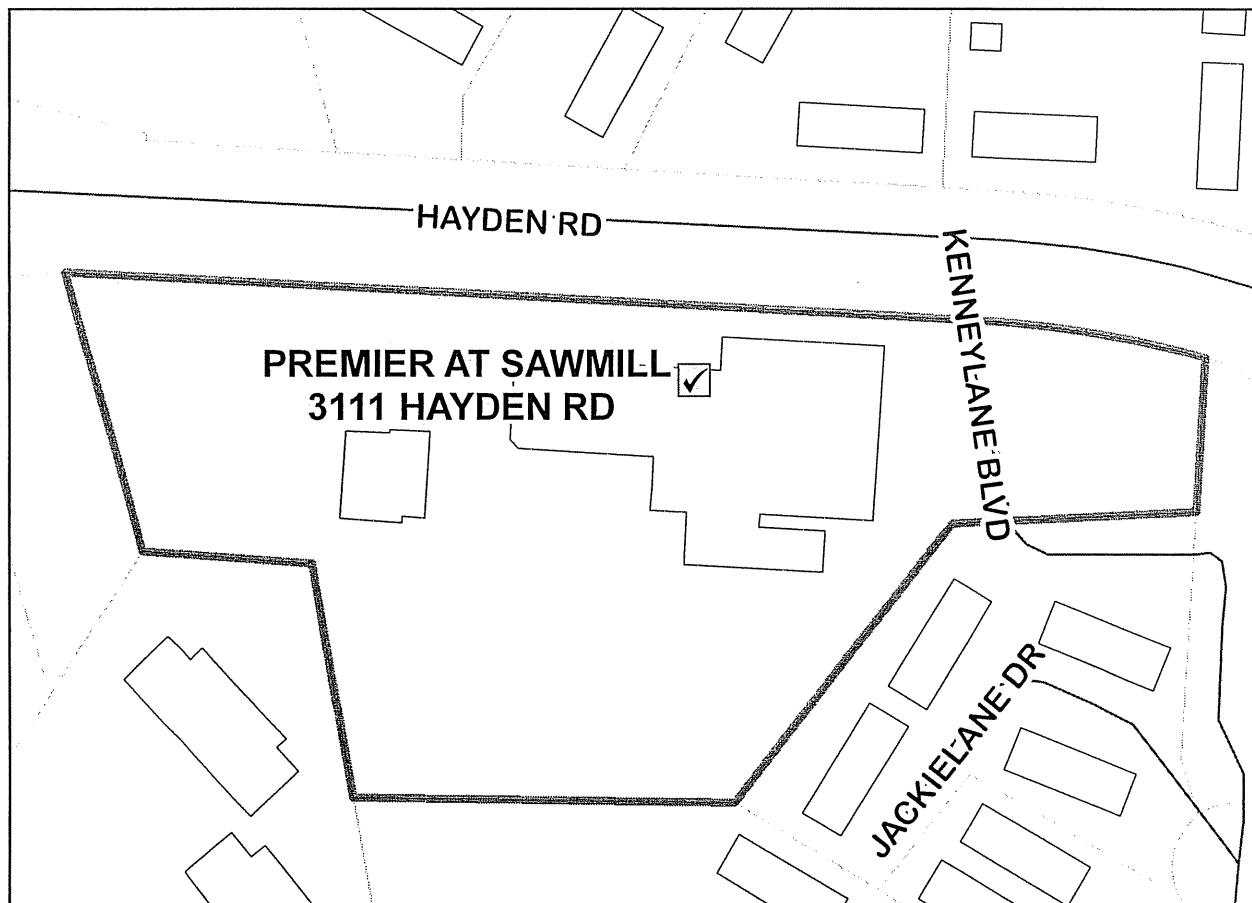 HAYDEN RD
KENNEYLANE BLVD
PREMIER AT SAWMILL
3111 HAYDEN RD
JACKIELANE DR